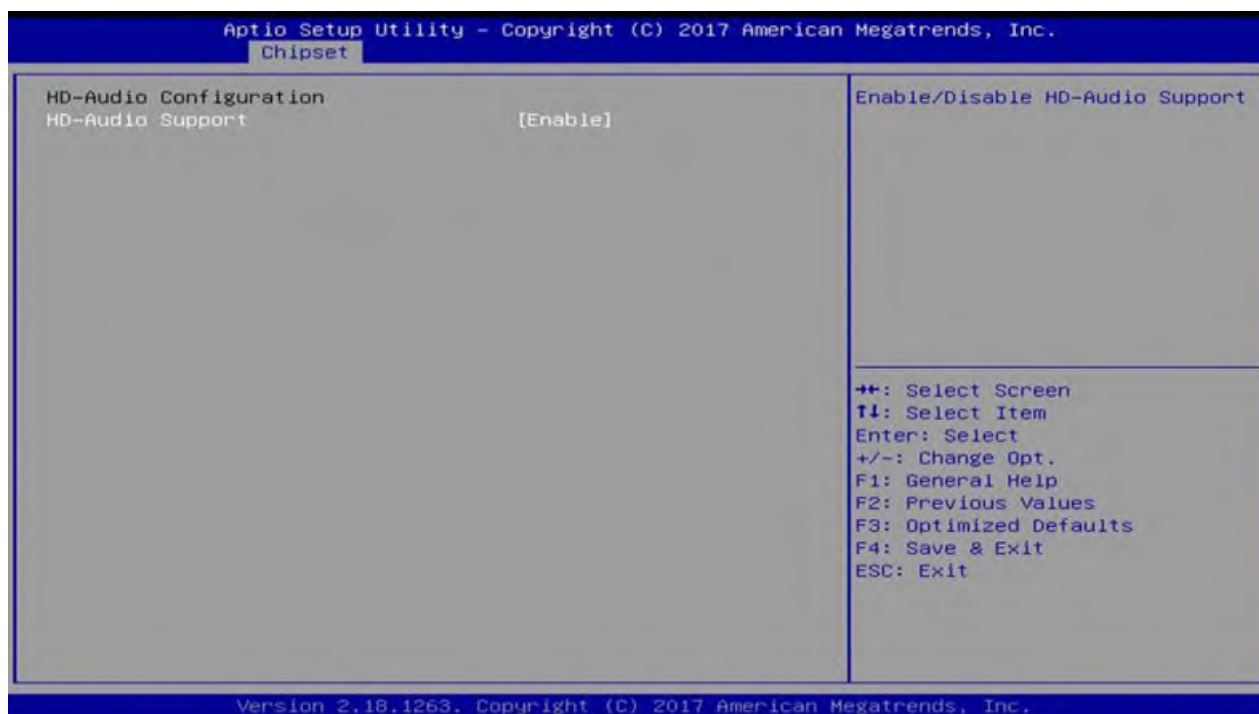 Aptio Setup Utility – Copyright (C) 2017 American Megatrends, Inc.
Chipset
HD-Audio Configuration
HD-Audio Support [Enable]
Enable/Disable HD-Audio Support
→←: Select Screen
↑↓: Select Item
Enter: Select
+/-: Change Opt.
F1: General Help
F2: Previous Values
F3: Optimized Defaults
F4: Save & Exit
ESC: Exit
Version 2.18.1263. Copyright (C) 2017 American Megatrends, Inc.